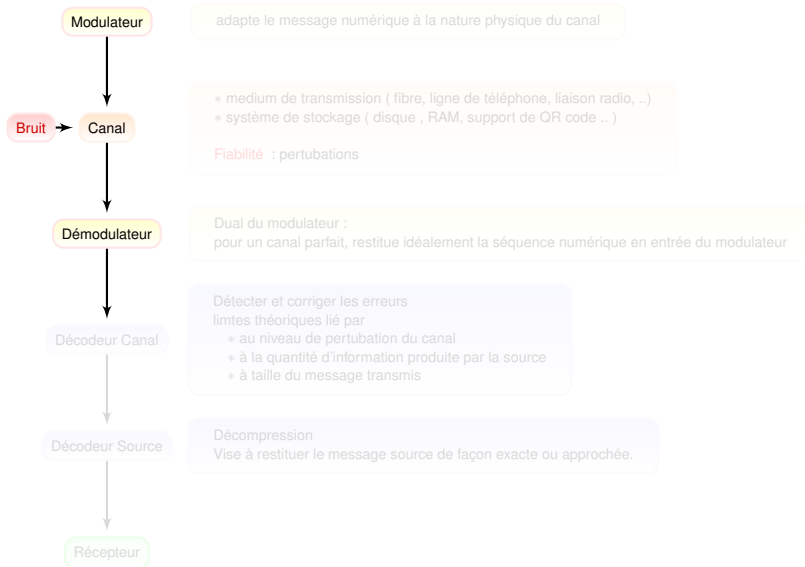 Modulateur
adapte le message numérique à la nature physique du canal
∗ medium de transmission ( fibre, ligne de téléphone, liaison radio, ..)
Bruit
Canal
∗ système de stockage ( disque , RAM, support de QR code .. )
Fiabilité : pertubations
Démodulateur
Dual du modulateur :
pour un canal parfait, restitue idéalement la séquence numérique en entrée du modulateur
Décodeur Canal
Détecter et corriger les erreurs
limtes théoriques lié par
∗ au niveau de pertubation du canal
∗ à la quantité d'information produite par la source
∗ à taille du message transmis
Décodeur Source
Décompression
Vise à restituer le message source de façon exacte ou approchée.
Récepteur